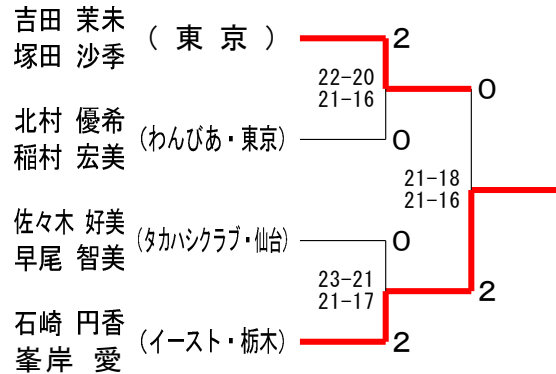 吉田 茉未
塚田 沙季
( 東 京 )
2
22-20
21-16
0
北村 優希
稲村 宏美
(わんぴあ・東京)
0
21-18
21-16
佐々木 好美
早尾 智美
(タカハシクラブ・仙台)
0
23-21
21-17
2
石崎 円香
峯岸 愛
(イースト・栃木)
2